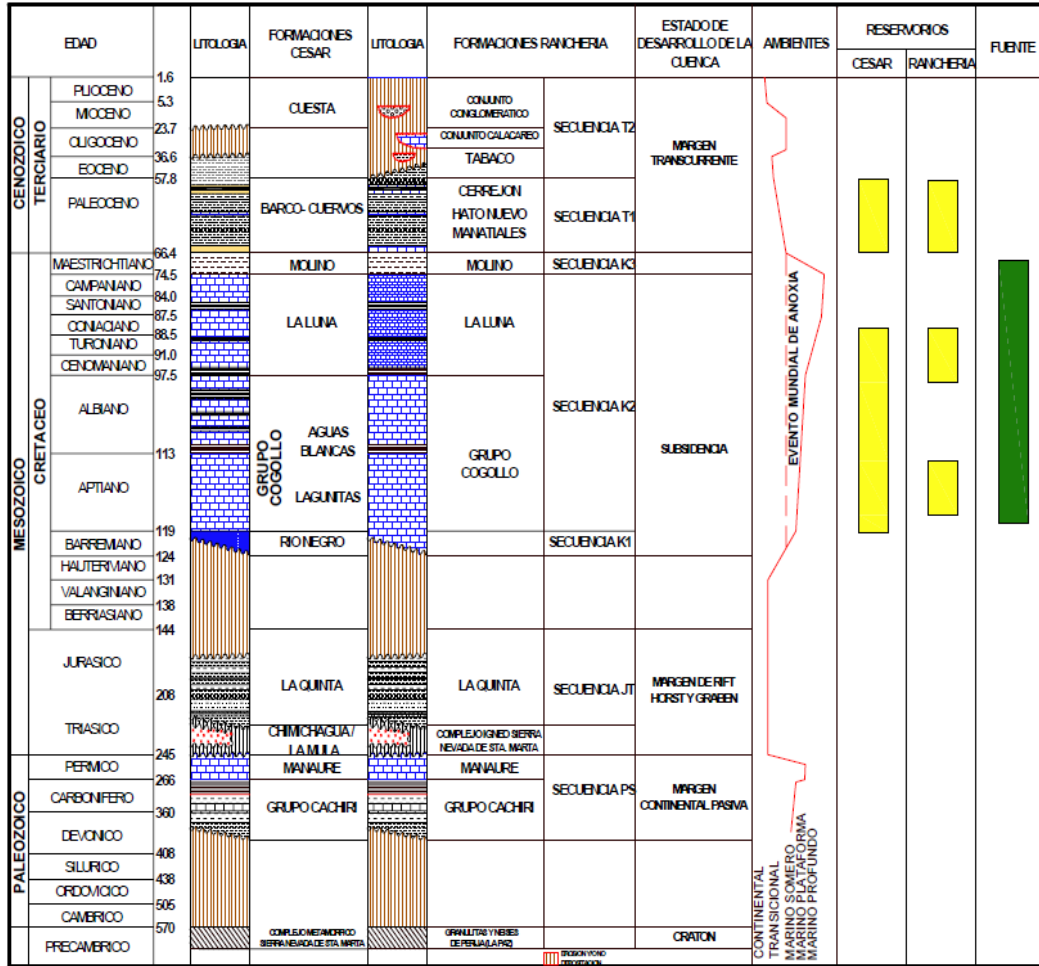 EDAD
LITOLOGIA
FORMACIONES
CESAR
LITOLOGIA
FORMACIONES RANCHERIA
ESTADO DE
DESARROLLO DE LA
CUENCA
AMBIENTES
RESERVORIOS
CESAR
RANCHERIA
FUENTE
CENOZOICO
TERCIARIO
PLIOCENO
MIOCENO
OLIGOCENO
EOCENO
PALEOCENO
1.6
5.3
23.7
36.6
57.8
66.4
CUESTA
BARCO- CUERVOS
CONJUNTO
CONGLOMERATICO
CONJUNTO CALACAREO
TABACO
CERREJON
HATO NUEVO
MANATIALES
SECUENCIA T2
SECUENCIA T1
MARGEN
TRANSCURRENTE
MESOZOICO
CRETACEO
MAESTRICHTIANO
CAMPANIANO
SANTONIANO
CONIACIANO
TURONIANO
CENOMANIANO
ALBIANO
APTIANO
BARREMIANO
HAUTERIVIANO
VALANGINIANO
BERRIASIANO
74.5
84.0
87.5
88.5
91.0
97.5
113
119
124
131
138
144
MOLINO
LA LUNA
GRUPO
COGOLLO
AGUAS
BLANCAS
LAGUNITAS
RIO NEGRO
MOLINO
LA LUNA
GRUPO
COGOLLO
SECUENCIA K3
SECUENCIA K2
SECUENCIA K1
SUBSIDENCIA
EVENTO MUNDIAL DE ANOXIA
JURASICO
TRIASICO
208
245
LA QUINTA
CHIMICHAGUA /
LA MULA
LA QUINTA
COMPLEJO IGNEO SIERRA
NEVADA DE STA. MARTA
SECUENCIA JT
MARGEN DE RIFT
HORST Y GRABEN
PALEOZOICO
PERMICO
CARBONIFERO
DEVONICO
SILURICO
ORDOVICICO
CAMBRICO
266
360
408
438
505
570
MANAURE
GRUPO CACHIRI
MANAURE
GRUPO CACHIRI
SECUENCIA PS
MARGEN
CONTINENTAL PASIVA
PRECAMBRICO
COMPLEJO METAMORFICO
SIERRA NEVADA DE STA. MARTA
GRANULITAS Y NEISES
DE PERIJA (LA PAZ)
CRATON
CONTINENTAL
TRANSICIONAL
MARINO SOMERO
MARINO PLATAFORMA
MARINO PROFUNDO
EROSION Y/O NO
DEPOSITACION